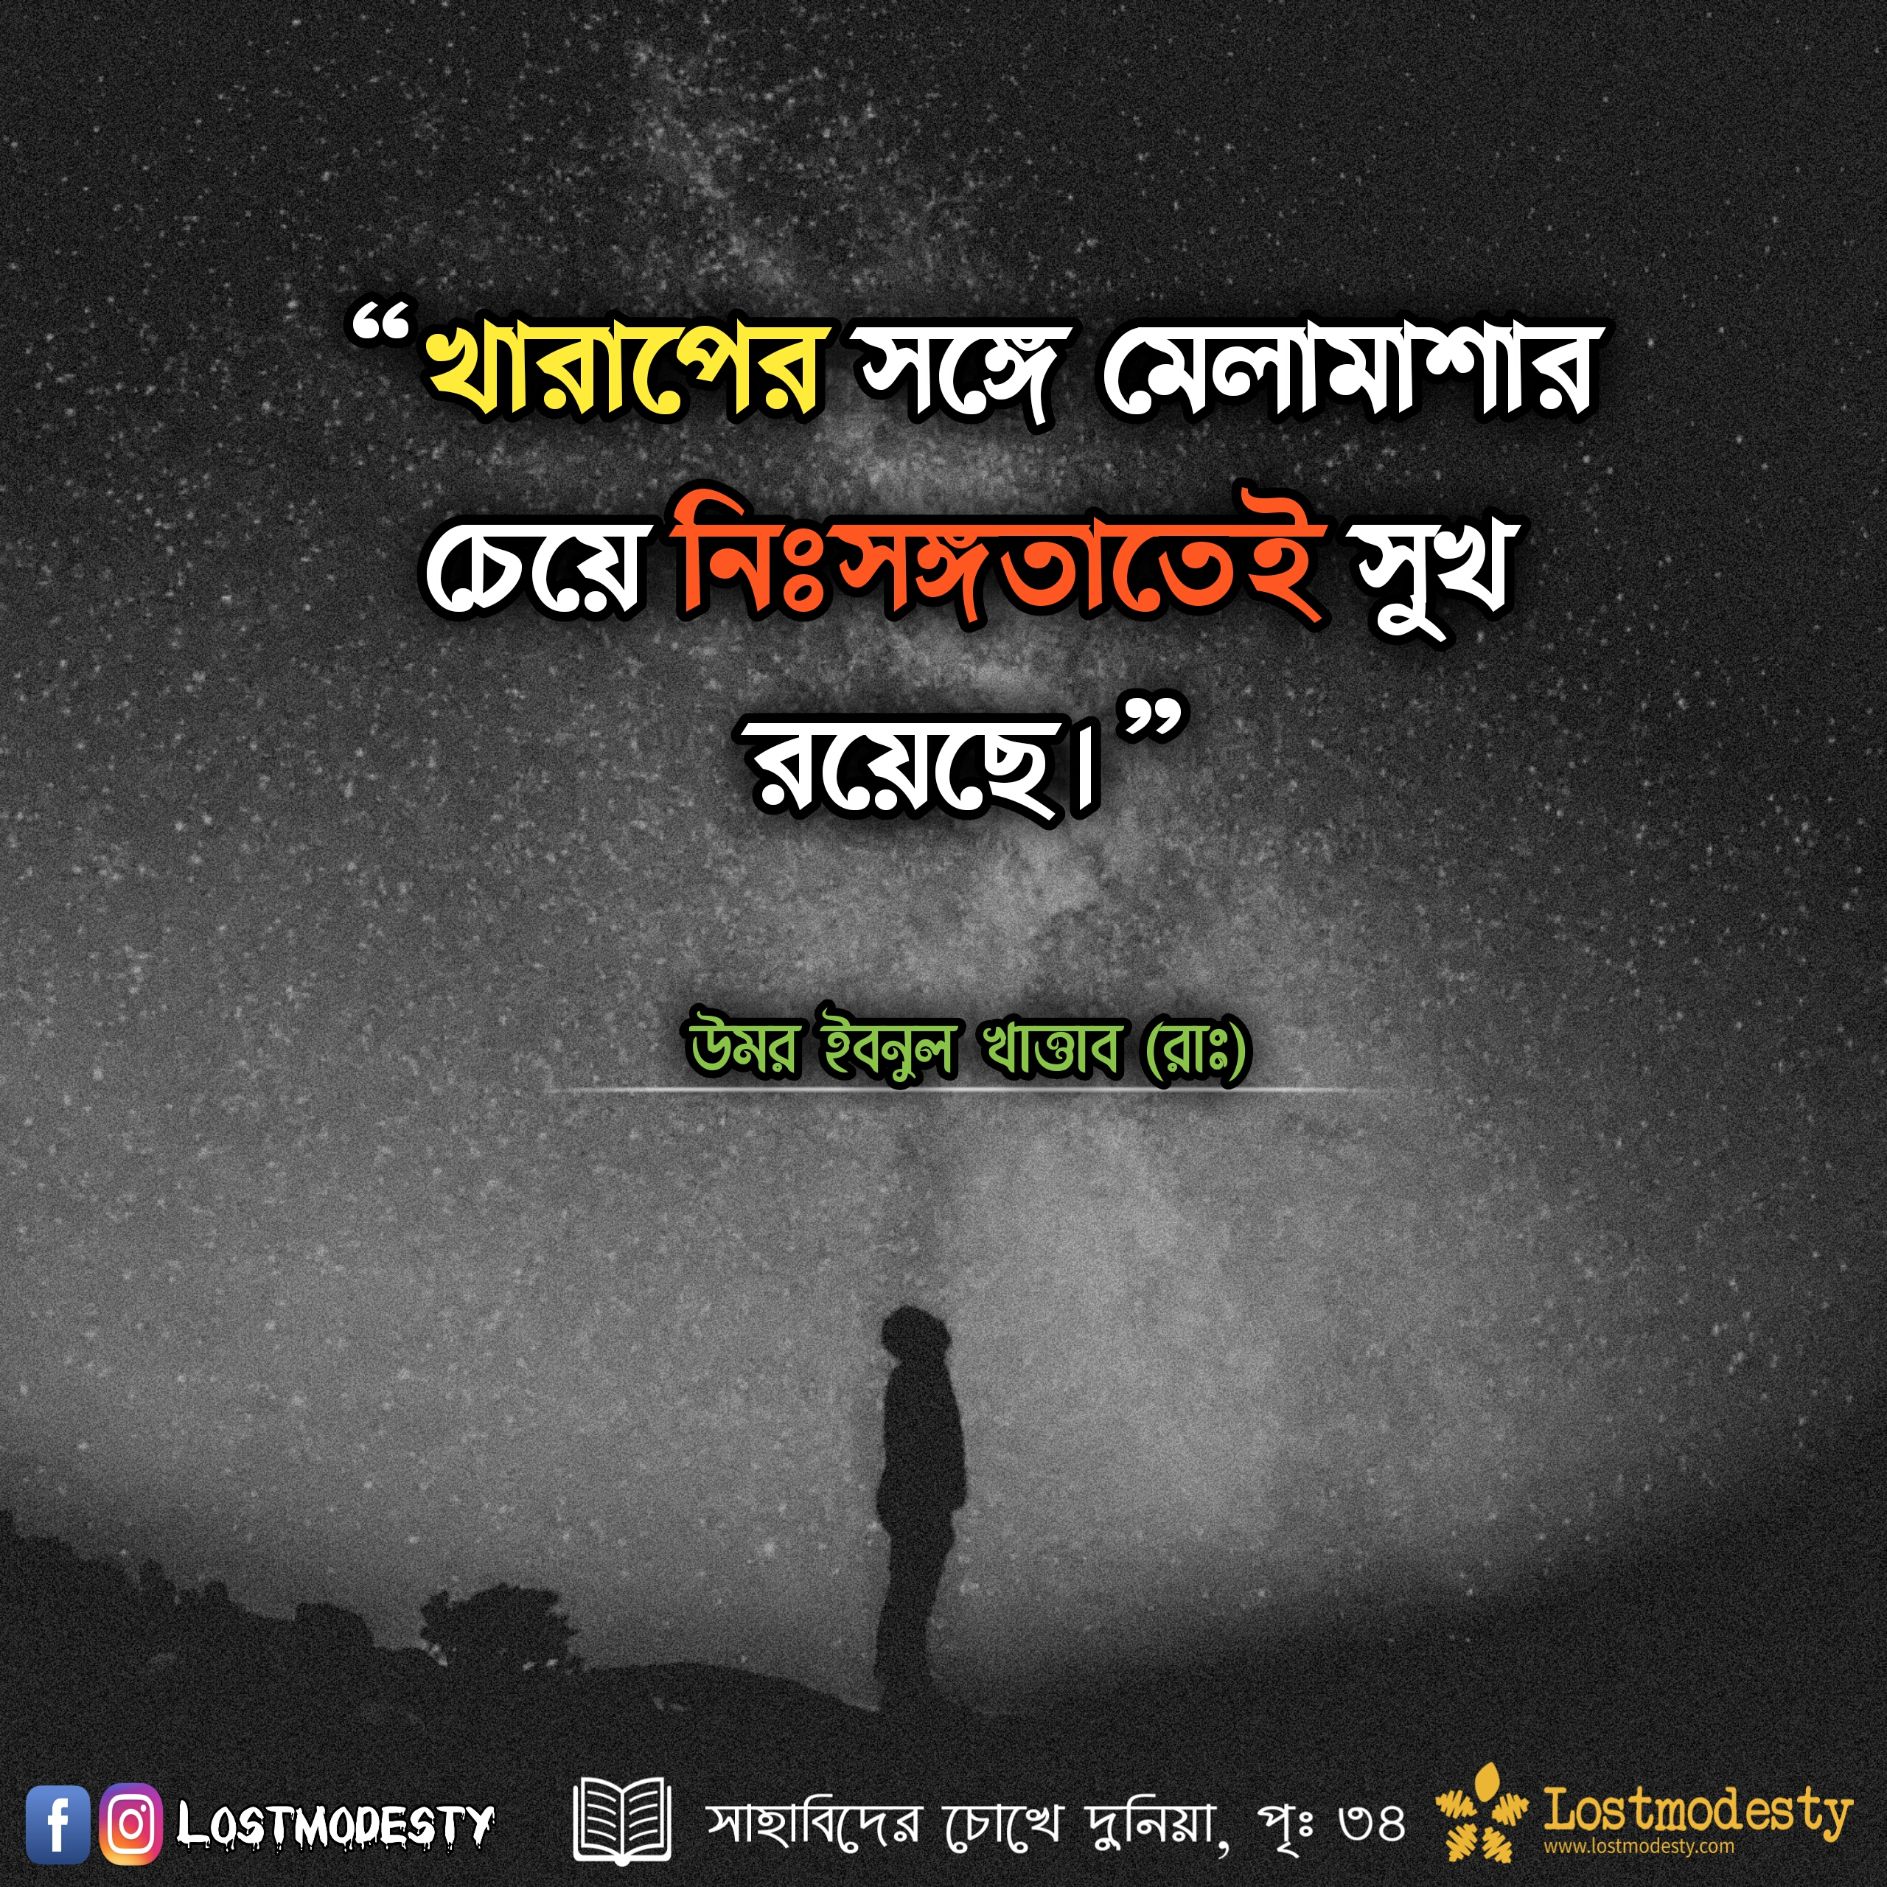 “খারাপের সঙ্গে মেলামাশার
চেয়ে নিঃসঙ্গতাতেই সুখ
রয়েছে।”
উমর ইবনুল খাত্তাব (রাঃ)
LOSTMODESTY
সাহাবিদের চোখে দুনিয়া, পৃঃ ৩৪
Lostmodesty
www.lostmodesty.com